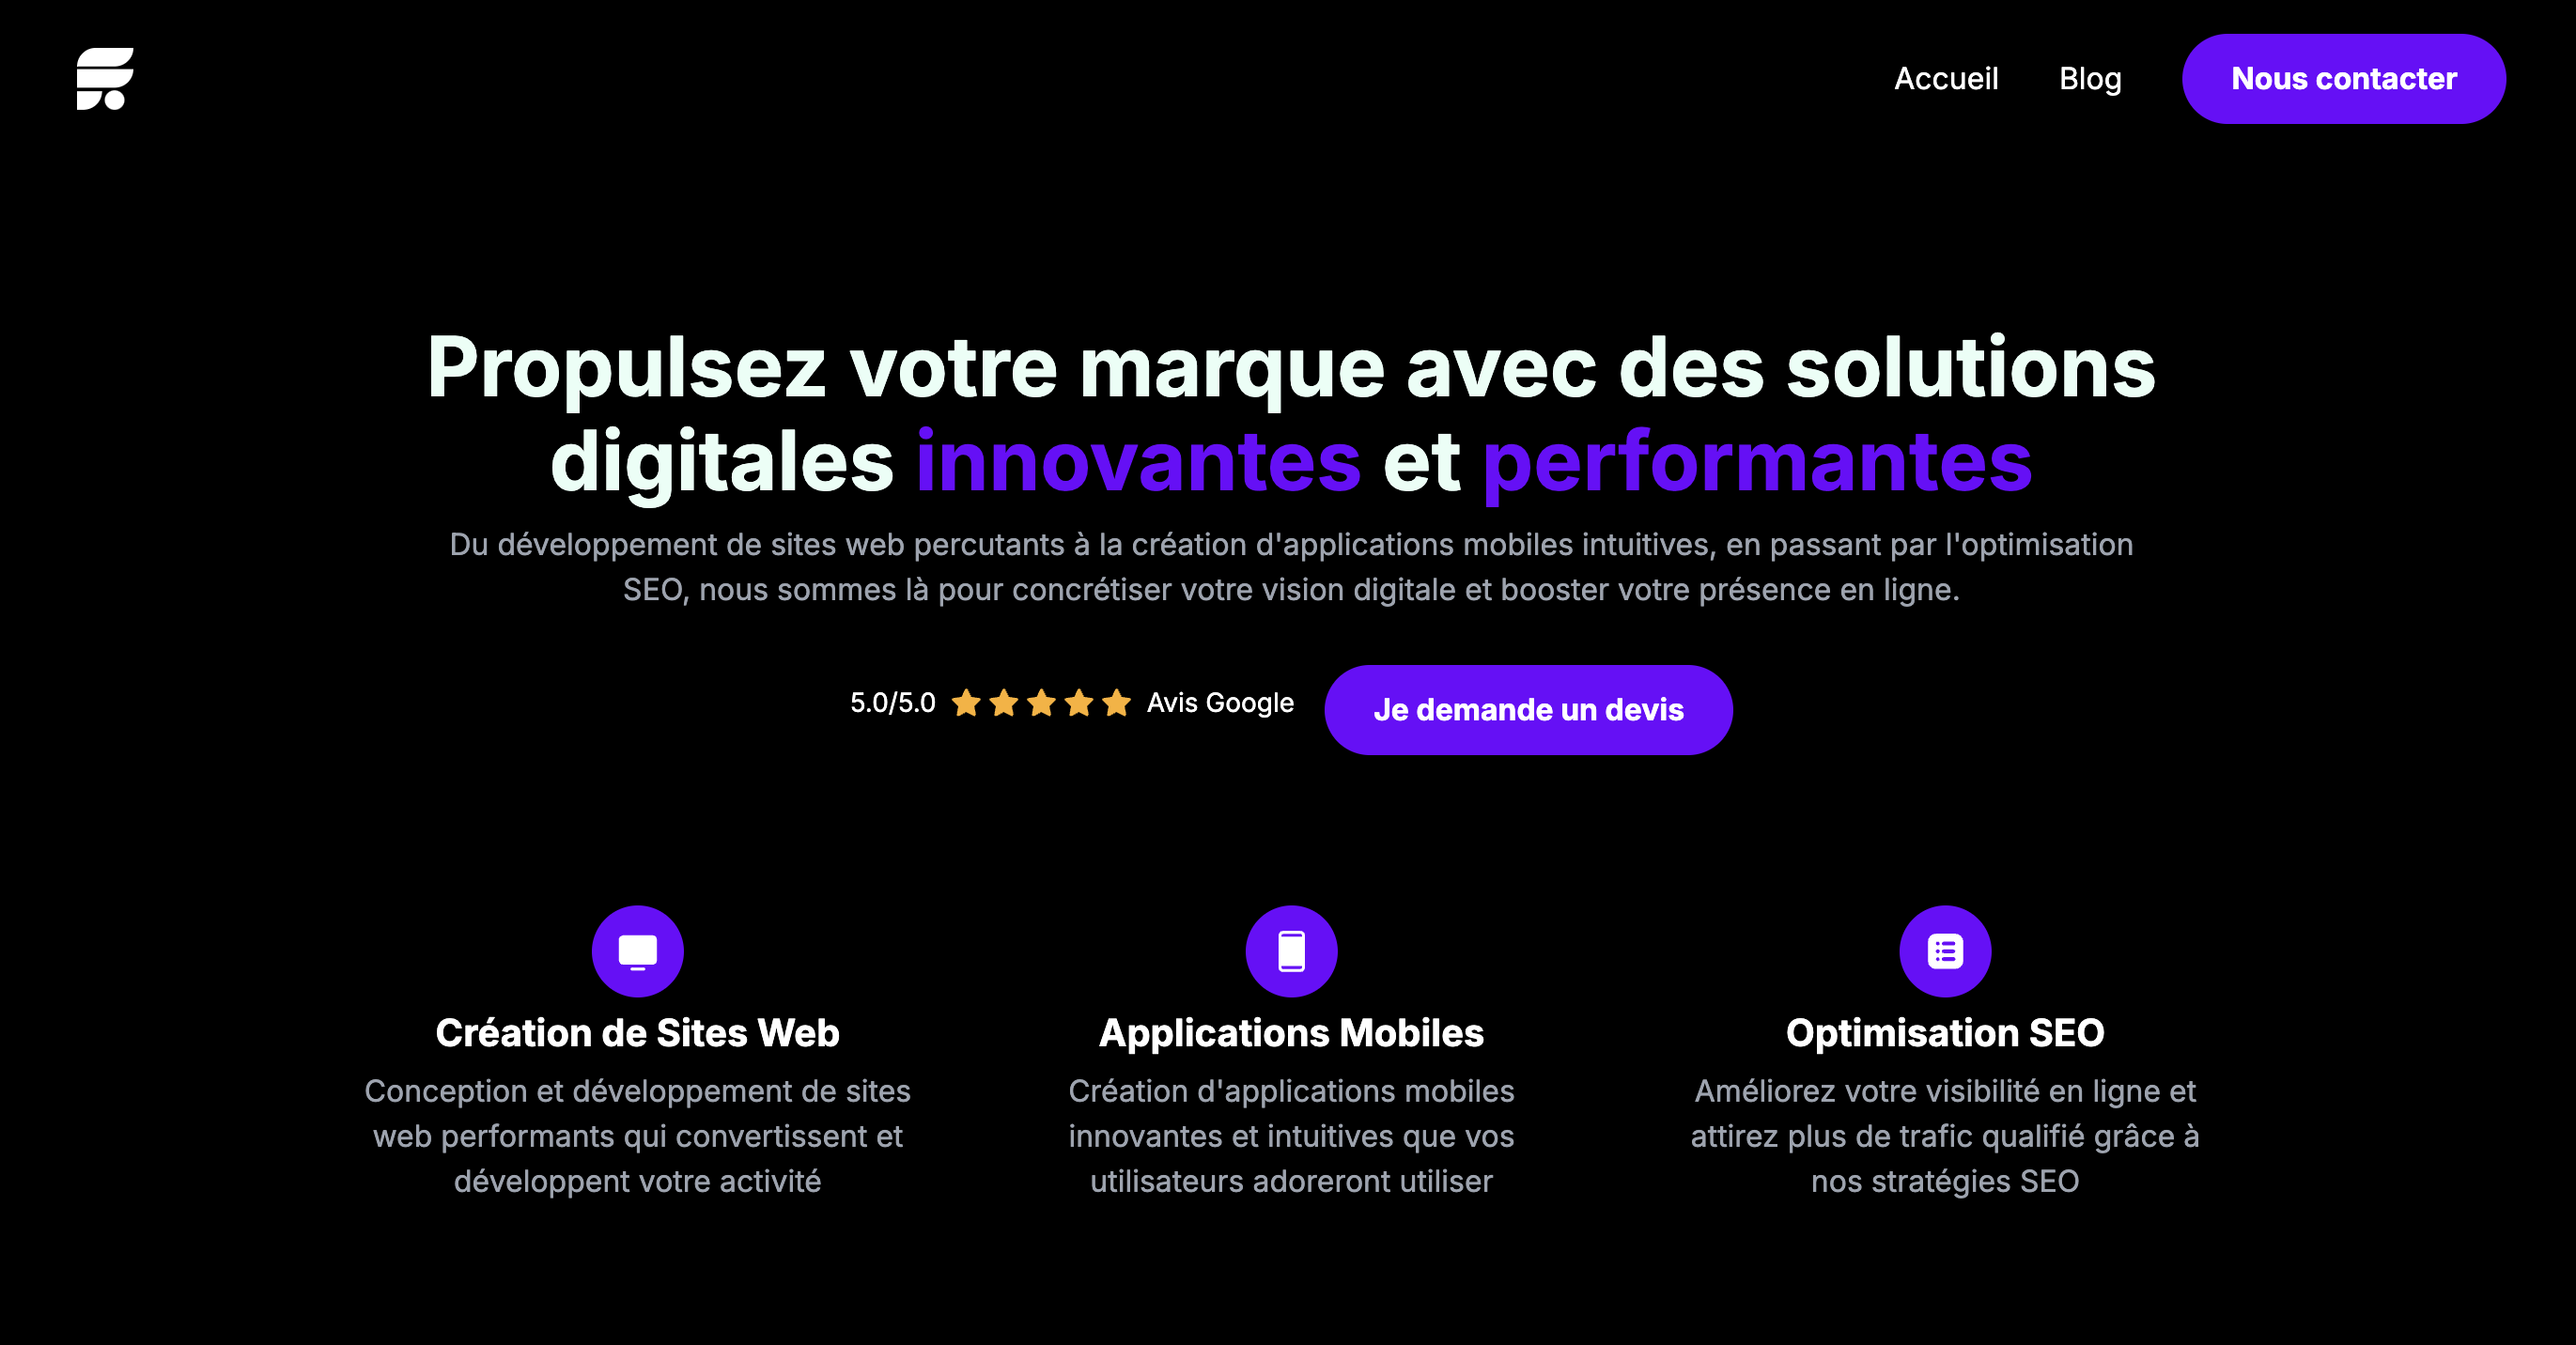 Accueil
Blog
Nous contacter
Propulsez votre marque avec des solutions
digitales innovantes et performantes
Du développement de sites web percutants à la création d'applications mobiles intuitives, en passant par l'optimisation
SEO, nous sommes là pour concrétiser votre vision digitale et booster votre présence en ligne.
5.0/5.0
Avis Google
Je demande un devis
Création de Sites Web
Conception et développement de sites
web performants qui convertissent et
développent votre activité
Applications Mobiles
Création d'applications mobiles
innovantes et intuitives que vos
utilisateurs adoreront utiliser
Optimisation SEO
Améliorez votre visibilité en ligne et
attirez plus de trafic qualifié grâce à
nos stratégies SEO